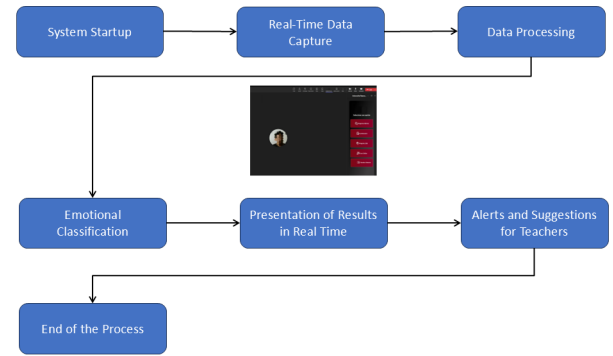 System Startup
Real-Time Data
Capture
Data Processing
Emotional
Classification
Presentation of Results
in Real Time
Alerts and Suggestions
for Teachers
End of the Process